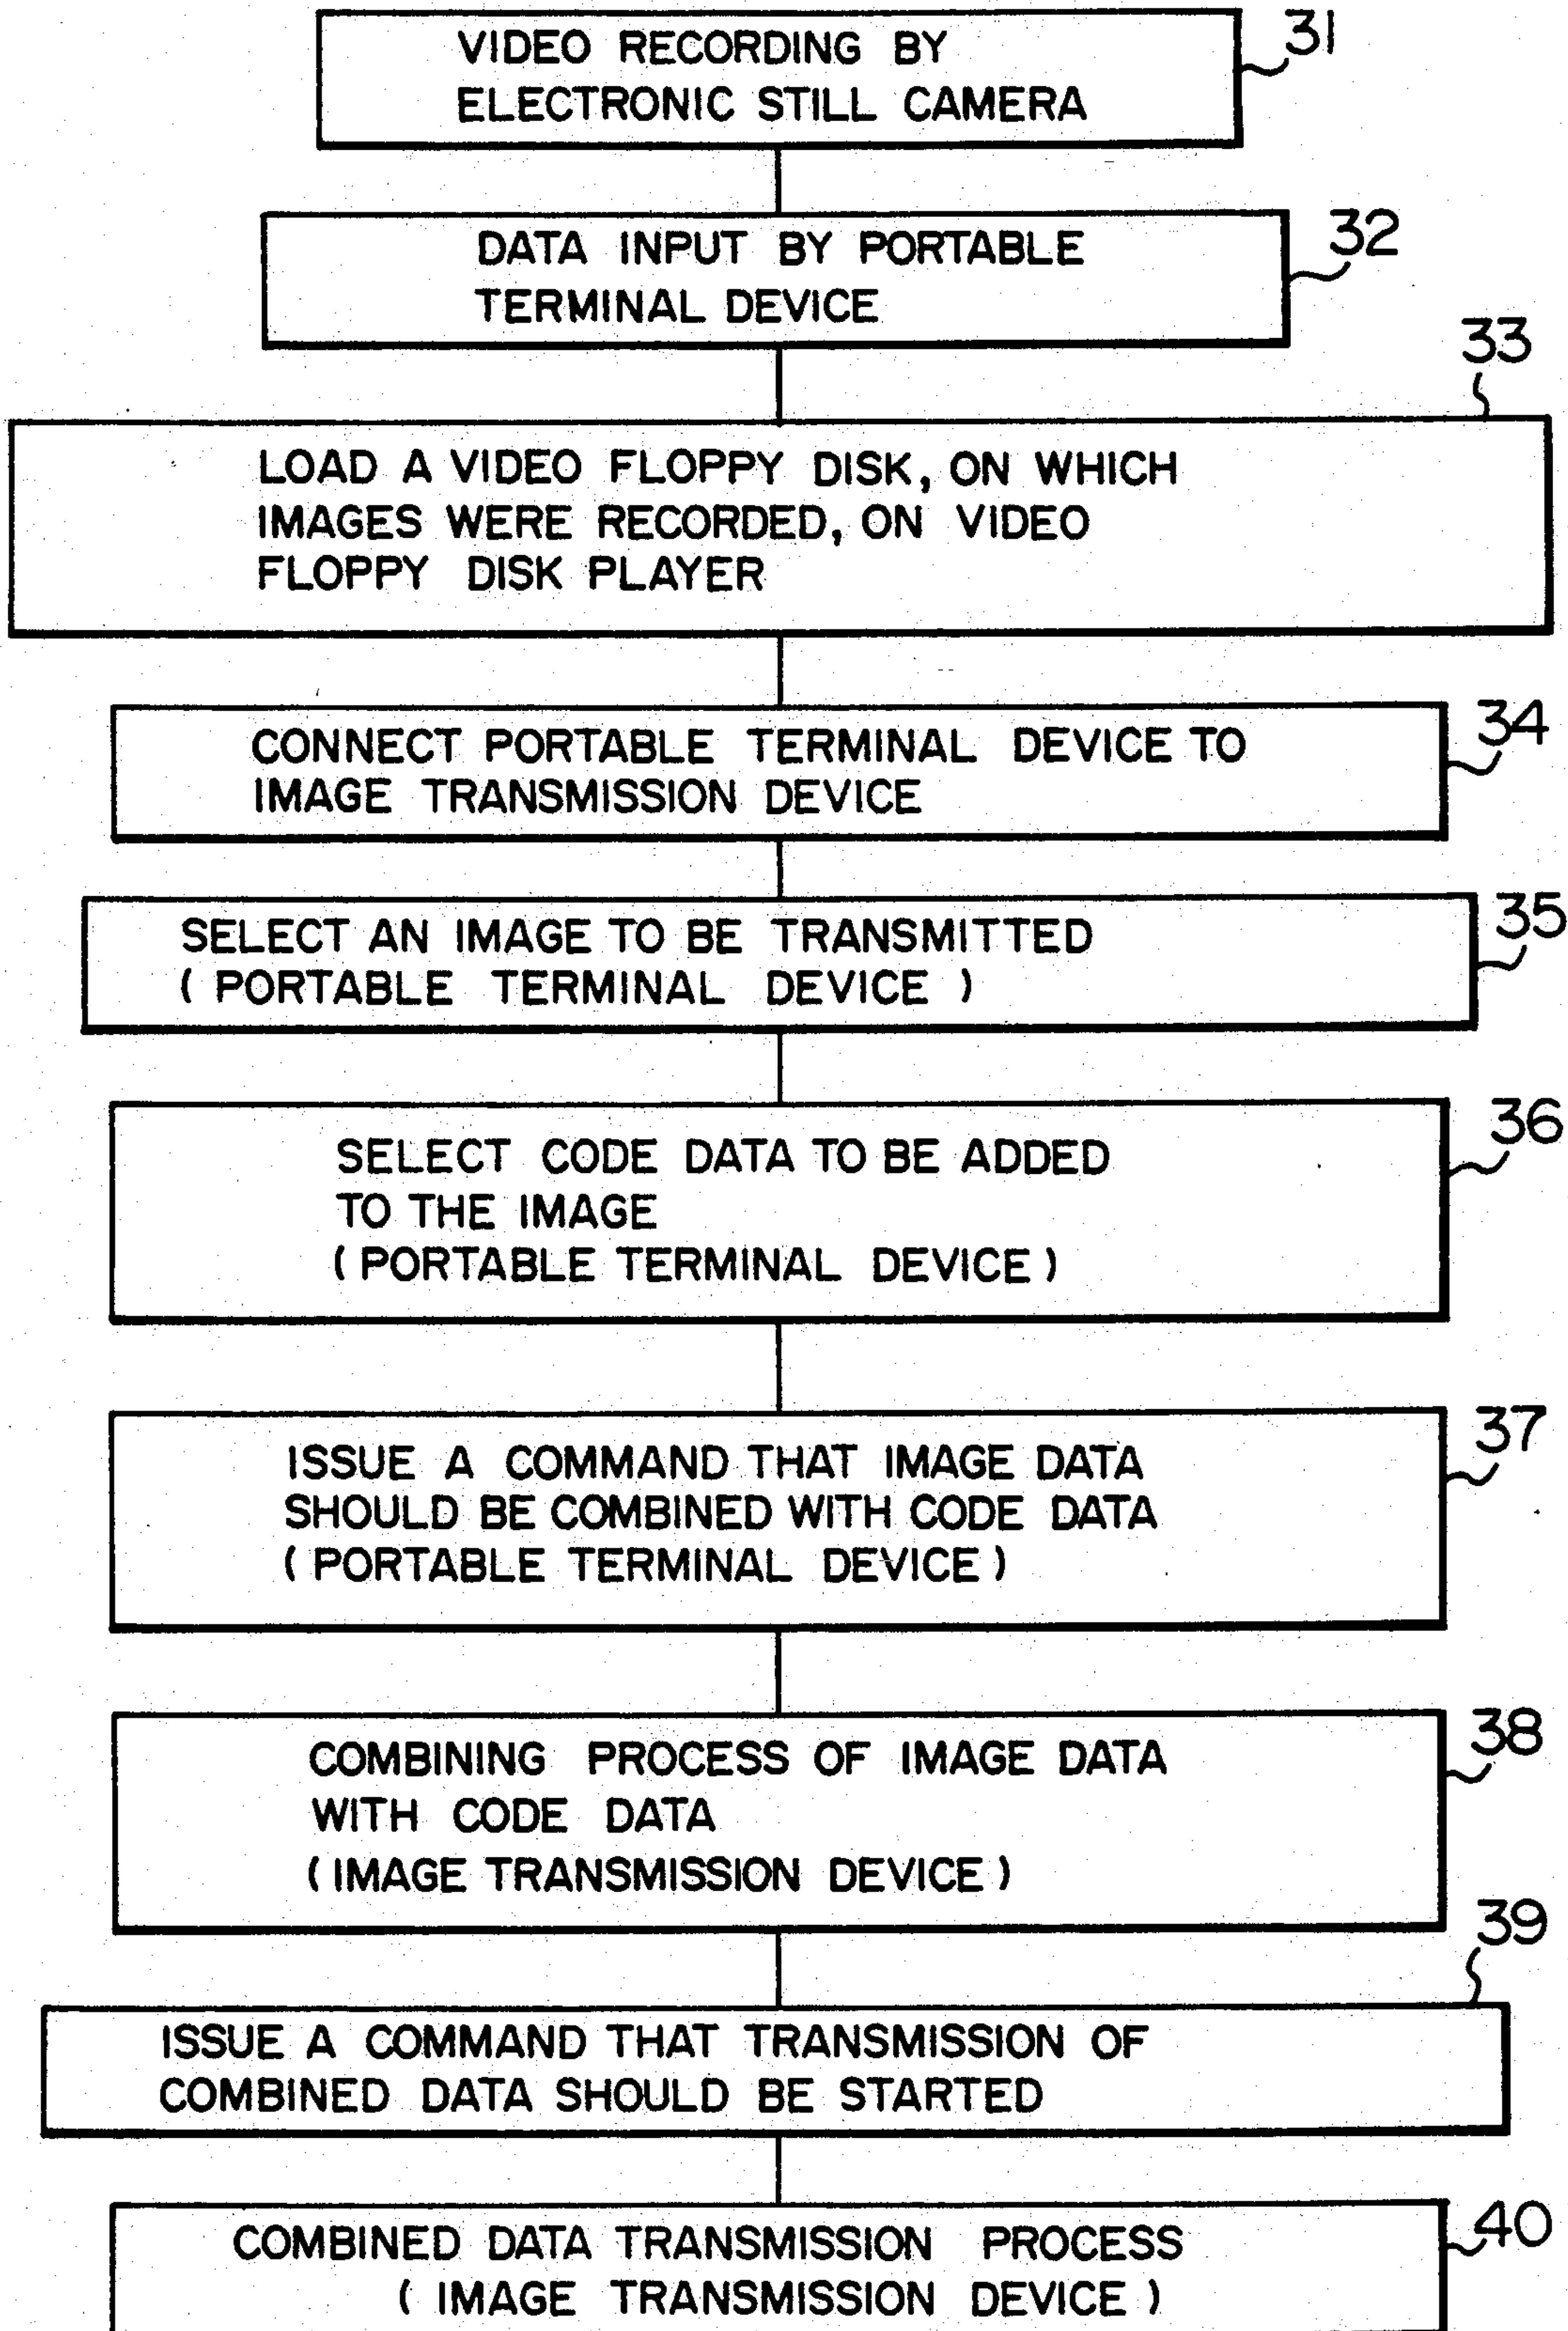 VIDEO RECORDING BY
ELECTRONIC STILL CAMERA
31
DATA INPUT BY PORTABLE
TERMINAL DEVICE
32
33
LOAD A VIDEO FLOPPY DISK, ON WHICH
IMAGES WERE RECORDED, ON VIDEO
FLOPPY DISK PLAYER
34
CONNECT PORTABLE TERMINAL DEVICE TO
IMAGE TRANSMISSION DEVICE
35
SELECT AN IMAGE TO BE TRANSMITTED
( PORTABLE TERMINAL DEVICE )
36
SELECT CODE DATA TO BE ADDED
TO THE IMAGE
( PORTABLE TERMINAL DEVICE )
37
ISSUE A COMMAND THAT IMAGE DATA
SHOULD BE COMBINED WITH CODE DATA
( PORTABLE TERMINAL DEVICE )
38
COMBINING PROCESS OF IMAGE DATA
WITH CODE DATA
( IMAGE TRANSMISSION DEVICE )
39
ISSUE A COMMAND THAT TRANSMISSION OF
COMBINED DATA SHOULD BE STARTED
40
COMBINED DATA TRANSMISSION PROCESS
( IMAGE TRANSMISSION DEVICE )